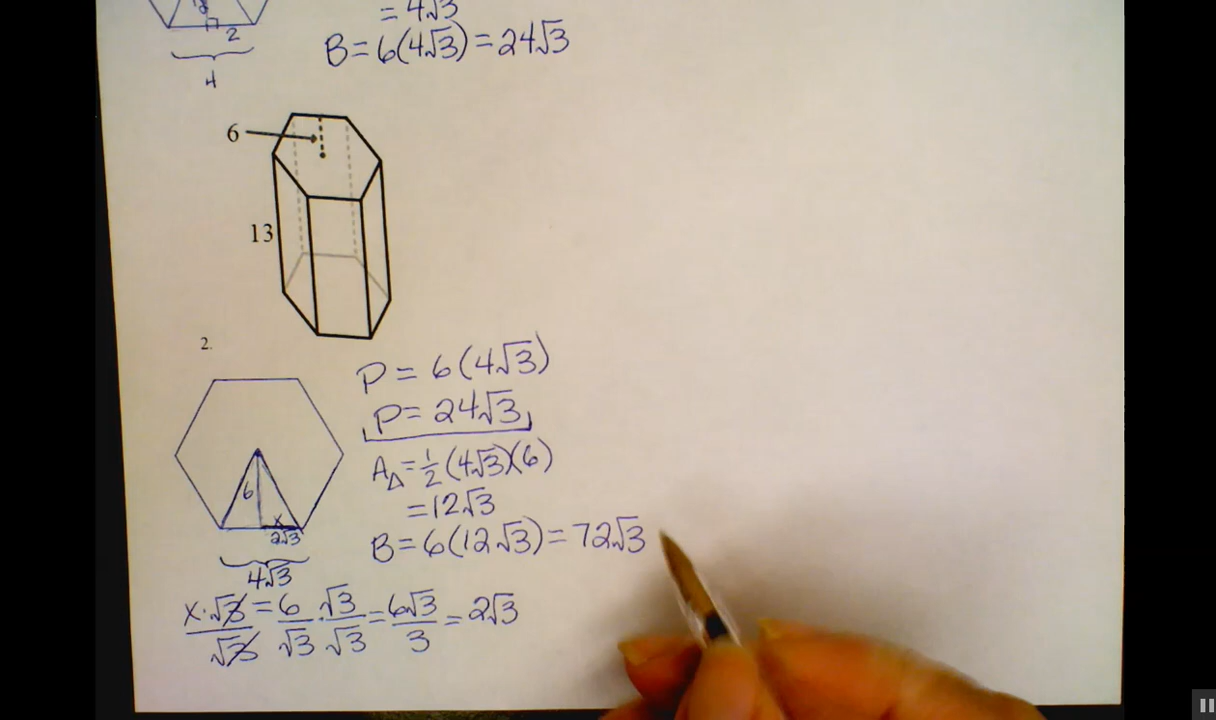 = 4√3
2
B = 6(4√3) = 24√3
4
6
13
2.
P = 6(4√3)
P = 24√3
A△ = 1/2 (4√3)(6)
6
= 12√3
x
2√3
B = 6(12√3) = 72√3
4√3
x·√3/√3 = 6/√3 · √3/√3 = 6√3/3 = 2√3